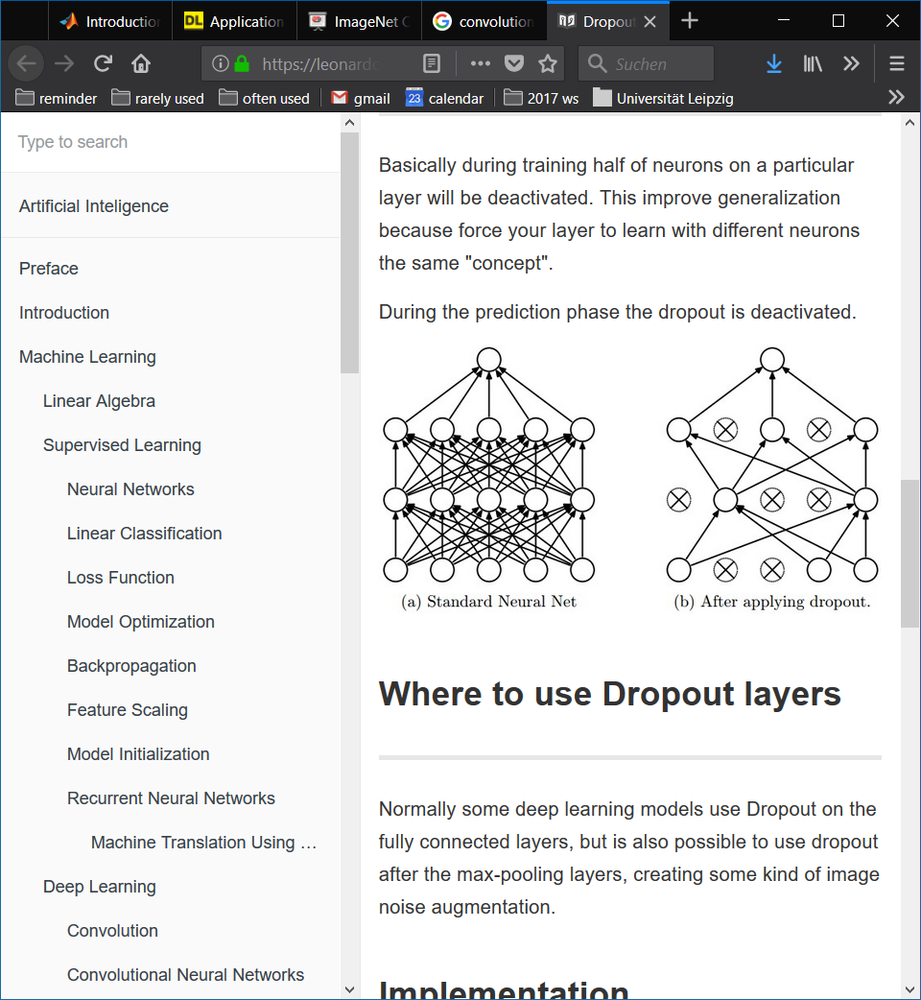 Introductio
Application
ImageNet C
convolution
Dropout
https://leonardo
Suchen
reminder
rarely used
often used
gmail
23
calendar
2017 ws
Universität Leipzig
Type to search
Artificial Inteligence
Preface
Introduction
Machine Learning
Linear Algebra
Supervised Learning
Neural Networks
Linear Classification
Loss Function
Model Optimization
Backpropagation
Feature Scaling
Model Initialization
Recurrent Neural Networks
Machine Translation Using …
Deep Learning
Convolution
Convolutional Neural Networks
Basically during training half of neurons on a particular
layer will be deactivated. This improve generalization
because force your layer to learn with different neurons
the same "concept".
During the prediction phase the dropout is deactivated.
(a) Standard Neural Net
(b) After applying dropout.
Where to use Dropout layers
Normally some deep learning models use Dropout on the
fully connected layers, but is also possible to use dropout
after the max-pooling layers, creating some kind of image
noise augmentation.
Implementation